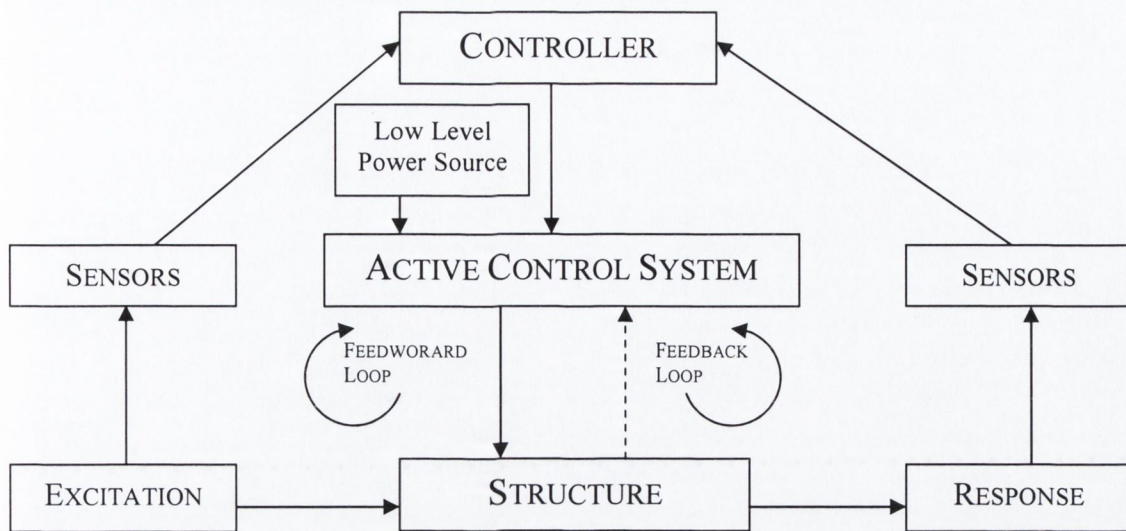 CONTROLLER
Low Level
Power Source
SENSORS
ACTIVE CONTROL SYSTEM
SENSORS
FEEDWORARD
LOOP
FEEDBACK
LOOP
EXCITATION
STRUCTURE
RESPONSE